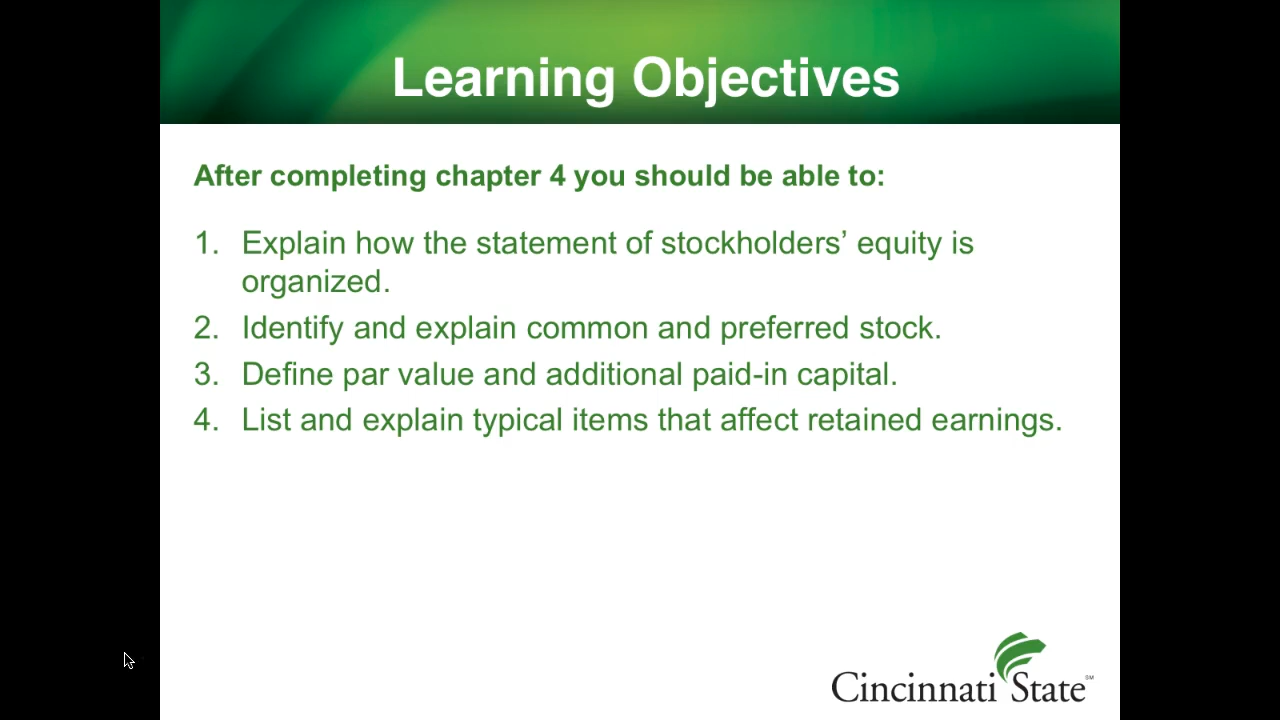 Learning Objectives
After completing chapter 4 you should be able to:
1. Explain how the statement of stockholders’ equity is
organized.
2. Identify and explain common and preferred stock.
3. Define par value and additional paid-in capital.
4. List and explain typical items that affect retained earnings.
Cincinnati State℠